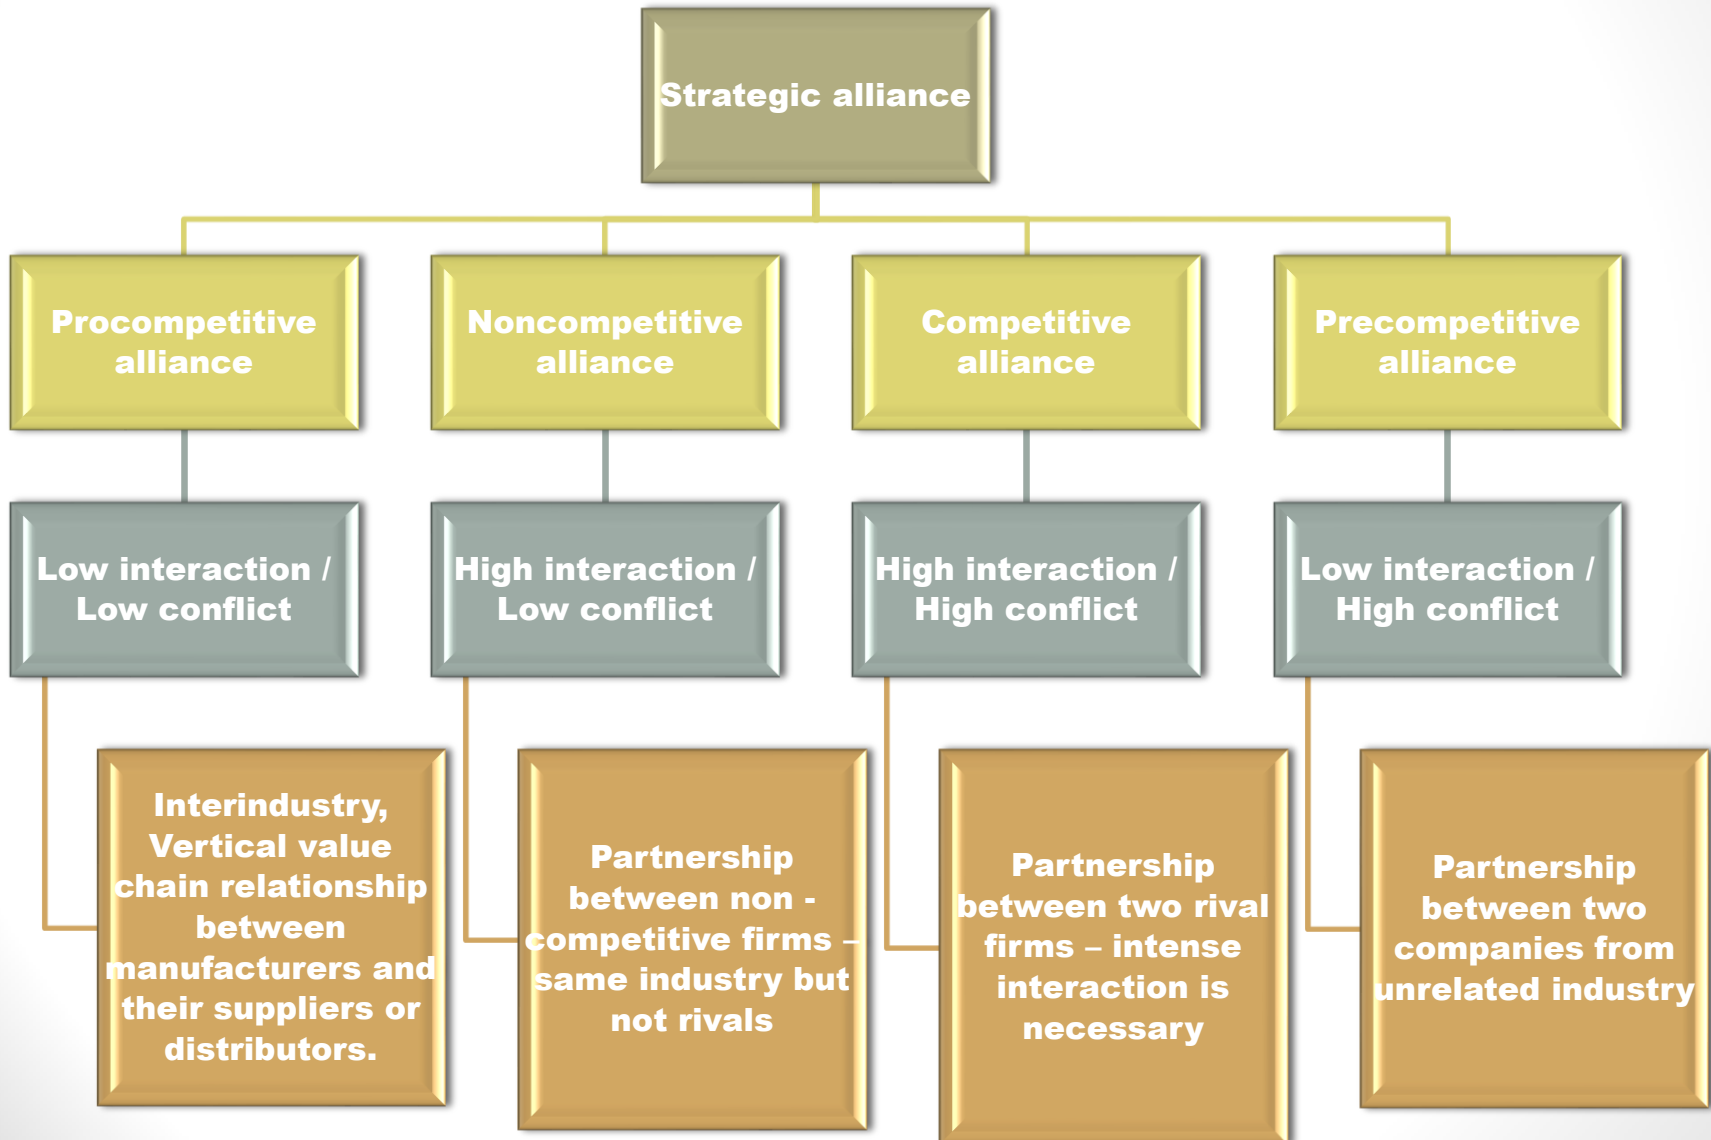 Strategic alliance
Procompetitive
alliance
Noncompetitive
alliance
Competitive
alliance
Precompetitive
alliance
Low interaction /
Low conflict
High interaction /
Low conflict
High interaction /
High conflict
Low interaction /
High conflict
Interindustry,
Vertical value
chain relationship
between
manufacturers and
their suppliers or
distributors.
Partnership
between non -
competitive firms –
same industry but
not rivals
Partnership
between two rival
firms – intense
interaction is
necessary
Partnership
between two
companies from
unrelated industry